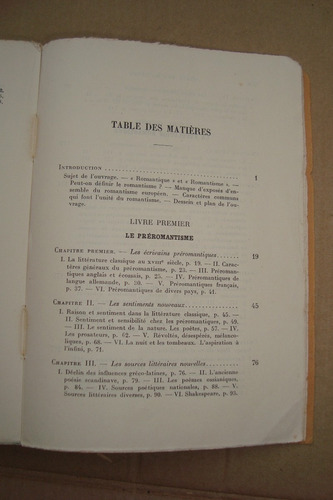 TABLE DES MATIÈRES
INTRODUCTION 1
Sujet de l'ouvrage. — « Romantique » et « Romantisme ».
Peut-on définir le romantisme ? — Manque d'exposés d'en-
semble du romantisme européen. — Caractères communs
qui font l'unité du romantisme. — Dessein et plan de l'ou-
vrage.
LIVRE PREMIER
LE PRÉROMANTISME
CHAPITRE PREMIER. — Les écrivains préromantiques. 19
I. La littérature classique au XVIIIe siècle, p. 19. — II. Carac-
tères généraux du préromantisme, p. 23. — III. Préroman-
tiques anglais et écossais, p. 25. — IV. Préromantiques de
langue allemande, p. 30. — V. Préromantiques français,
p. 37. — VI. Préromantiques de divers pays, p. 41.
CHAPITRE II. — Les sentiments nouveaux. 45
I. Raison et sentiment dans la littérature classique, p. 45. —
II. Sentiment et sensibilité chez les préromantiques, p. 49.
— III. Le sentiment de la nature. Les poètes, p. 57. — IV.
Les prosateurs, p. — V. Révoltés, désespérés, mélanco-
liques, p. 68. — VI. La nuit et les tombeaux. L'aspiration à
l'infini, p. 71.
CHAPITRE III. — Les sources littéraires nouvelles. 76
I. Déclin des influences gréco-latines, p. 76. — II. L'ancienne
poésie scandinave, p. 79. — III. Les poèmes ossianiques,
p. — IV. Sources poétiques nationales, p. 88. — V.
Sources littéraires diverses, p. 90. — VI. Shakespeare, p. 95.